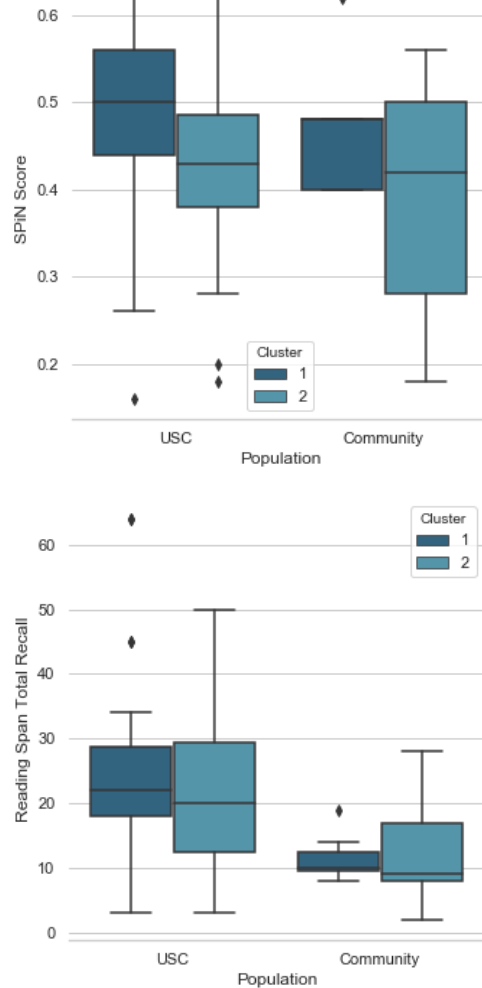 0.6
0.5
0.4
0.3
0.2
SPiN Score
Cluster
1
2
USC
Community
Population
Cluster
1
2
60
50
40
30
20
10
0
Reading Span Total Recall
USC
Community
Population